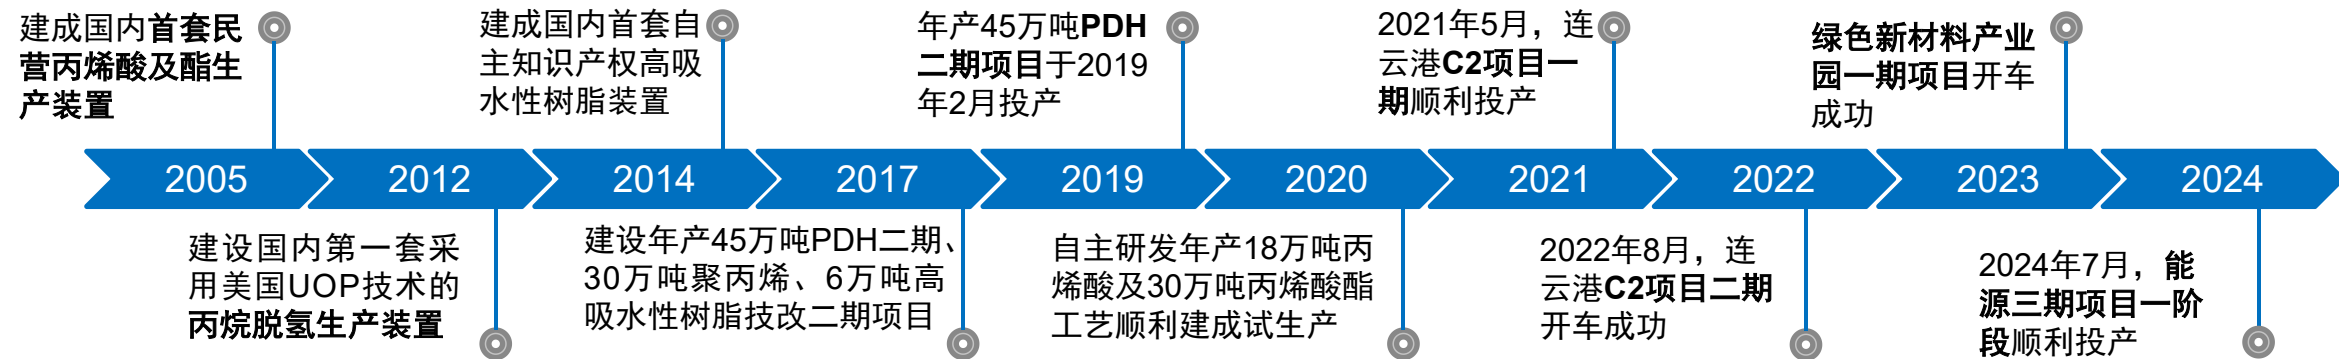 建成国内首套民
营丙烯酸及酯生
产装置
建成国内首套自
主知识产权高吸
水性树脂装置
年产45万吨PDH
二期项目于2019
年2月投产
2021年5月，连
云港C2项目一
期顺利投产
绿色新材料产业
园一期项目开车
成功
2005
2012
2014
2017
2019
2020
2021
2022
2023
2024
建设国内第一套采
用美国UOP技术的
丙烷脱氢生产装置
建设年产45万吨PDH二期、
30万吨聚丙烯、6万吨高
吸水性树脂技改二期项目
自主研发年产18万吨丙
烯酸及30万吨丙烯酸酯
工艺顺利建成试生产
2022年8月，连
云港C2项目二期
开车成功
2024年7月，能
源三期项目一阶
段顺利投产